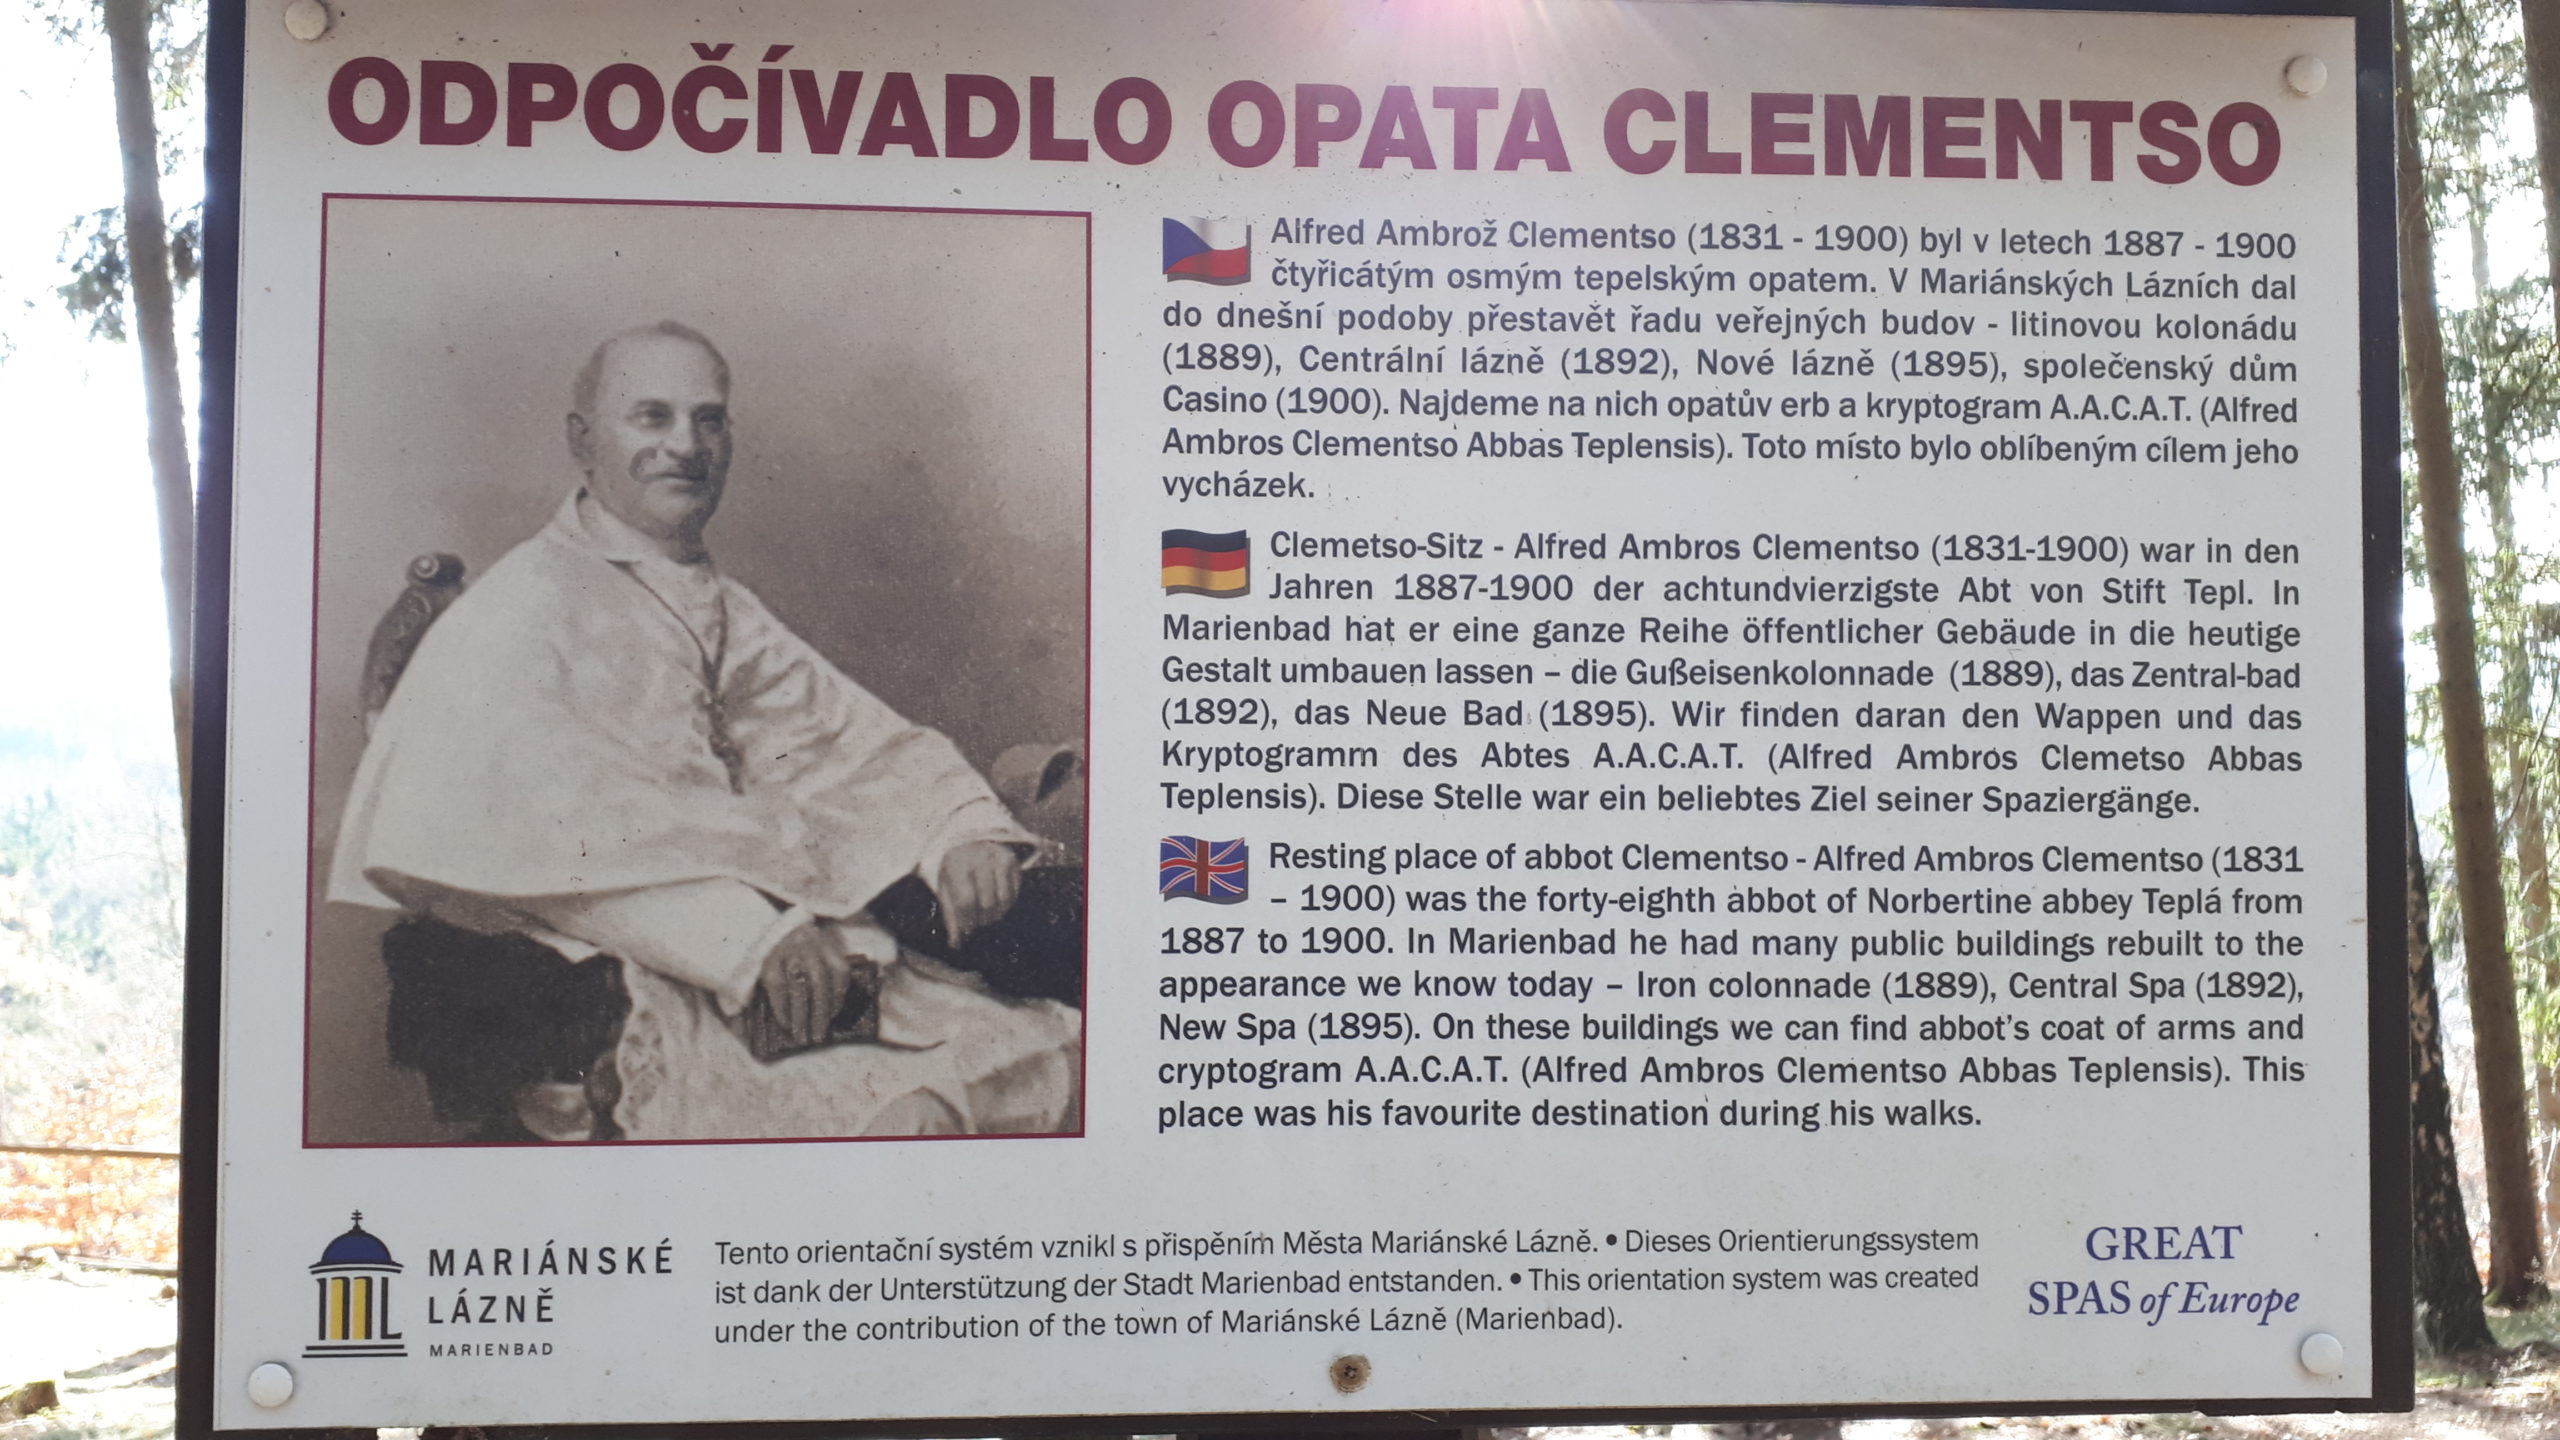 ODPOČÍVADLO OPATA CLEMENTSO
Alfred Ambrož Clementso (1831 - 1900) byl v letech 1887 - 1900
čtyřicátým osmým tepelským opatem. V Mariánských Lázních dal
do dnešní podoby přestavět řadu veřejných budov - litinovou kolonádu
(1889), Centrální lázně (1892), Nové lázně (1895), společenský dům
Casino (1900). Najdeme na nich opatův erb a kryptogram A.A.C.A.T. (Alfred
Ambros Clementso Abbas Teplensis). Toto místo bylo oblíbeným cílem jeho
vycházek.
Clemetso-Sitz - Alfred Ambros Clementso (1831-1900) war in den
Jahren 1887-1900 der achtundvierzigste Abt von Stift Tepl. In
Marienbad hat er eine ganze Reihe öffentlicher Gebäude in die heutige
Gestalt umbauen lassen – die Gußeisenkolonnade (1889), das Zentral-bad
(1892), das Neue Bad (1895). Wir finden daran den Wappen und das
Kryptogramm des Abtes A.A.C.A.T. (Alfred Ambros Clemetso Abbas
Teplensis). Diese Stelle war ein beliebtes Ziel seiner Spaziergänge.
Resting place of abbot Clementso - Alfred Ambros Clementso (1831
– 1900) was the forty-eighth abbot of Norbertine abbey Teplá from
1887 to 1900. In Marienbad he had many public buildings rebuilt to the
appearance we know today – Iron colonnade (1889), Central Spa (1892),
New Spa (1895). On these buildings we can find abbot's coat of arms and
cryptogram A.A.C.A.T. (Alfred Ambros Clementso Abbas Teplensis). This
place was his favourite destination during his walks.
ML
MARIÁNSKÉ
LÁZNĚ
MARIENBAD
Tento orientační systém vznikl s přispěním Města Mariánské Lázně. • Dieses Orientierungssystem
ist dank der Unterstützung der Stadt Marienbad entstanden. • This orientation system was created
under the contribution of the town of Mariánské Lázně (Marienbad).
GREAT
SPAS of Europe